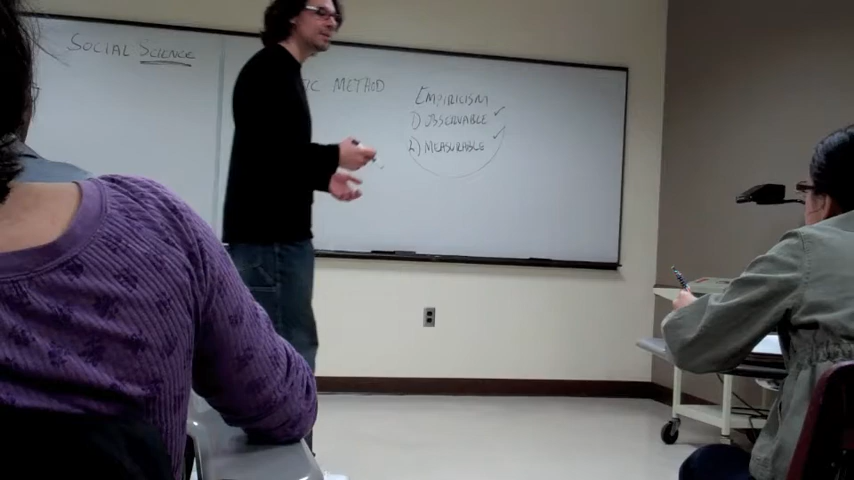 SOCIAL SCIENCE
METHOD
EMPIRICISM
1) OBSERVABLE ✓
2) MEASURABLE ✓